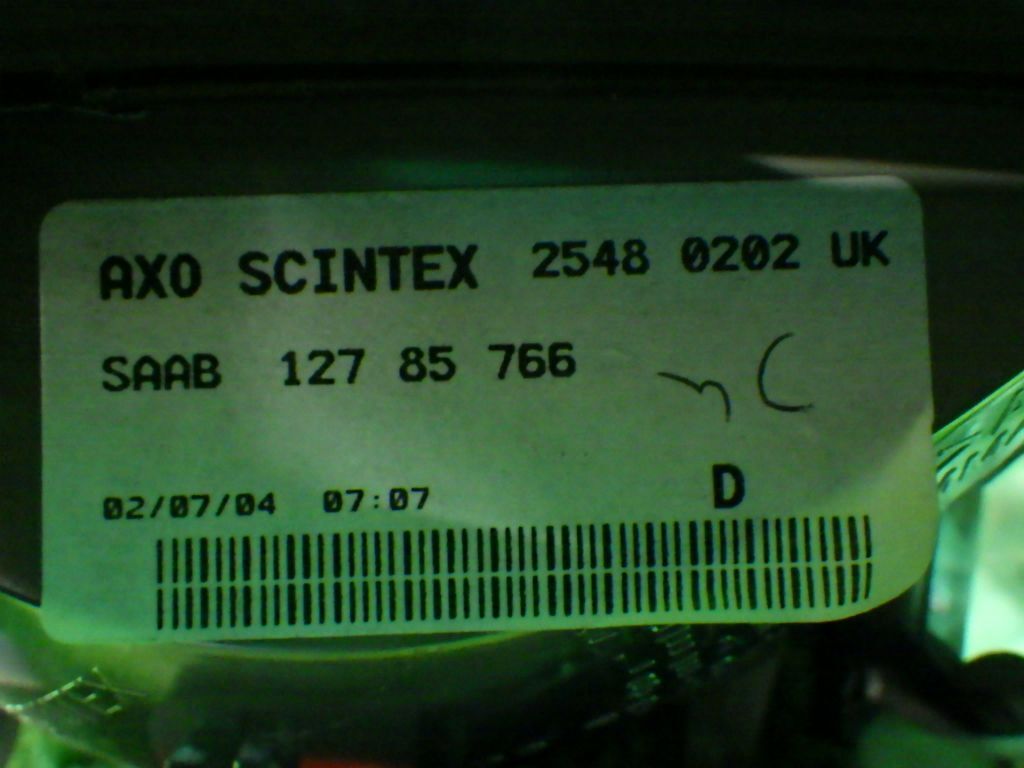 AXO SCINTEX 2548 0202 UK
SAAB 127 85 766
02/07/04 07:07 D